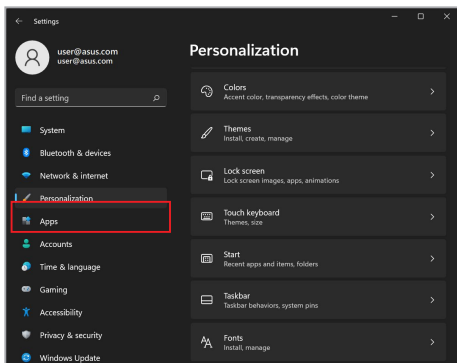 Settings
user@asus.com
user@asus.com
Find a setting
System
Bluetooth & devices
Network & internet
Personalization
Apps
Accounts
Time & language
Gaming
Accessibility
Privacy & security
Windows Update
Personalization
Colors
Accent color, transparency effects, color theme
Themes
Install, create, manage
Lock screen
Lock screen images, apps, animations
Touch keyboard
Themes, size
Start
Recent apps and items, folders
Taskbar
Taskbar behaviors, system pins
Fonts
Install, manage